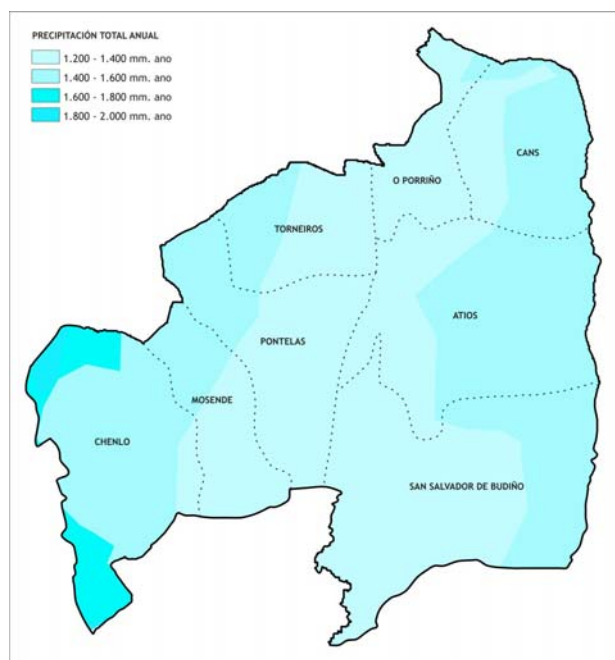 PRECIPITACIÓN TOTAL ANUAL
1.200 - 1.400 mm. ano
1.400 - 1.600 mm. ano
1.600 - 1.800 mm. ano
1.800 - 2.000 mm. ano
CANS
O PORRIÑO
TORNEIROS
ATIOS
PONTELAS
MOSENDE
CHENLO
SAN SALVADOR DE BUDIÑO